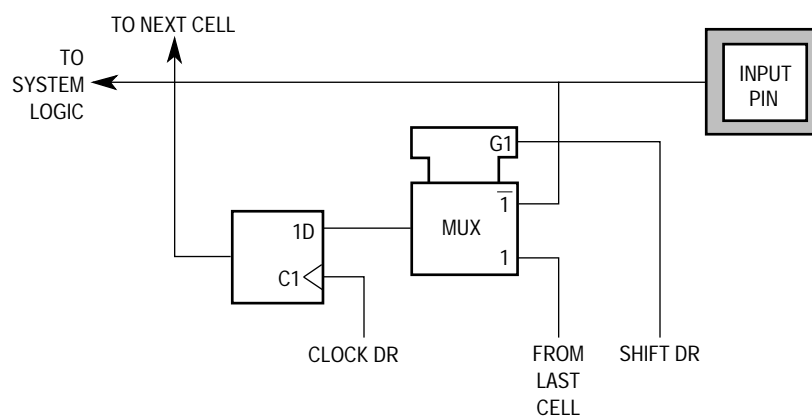 TO NEXT CELL
TO
SYSTEM
LOGIC
INPUT
PIN
G1
1
MUX
1D
1
C1
CLOCK DR
FROM
LAST
CELL
SHIFT DR